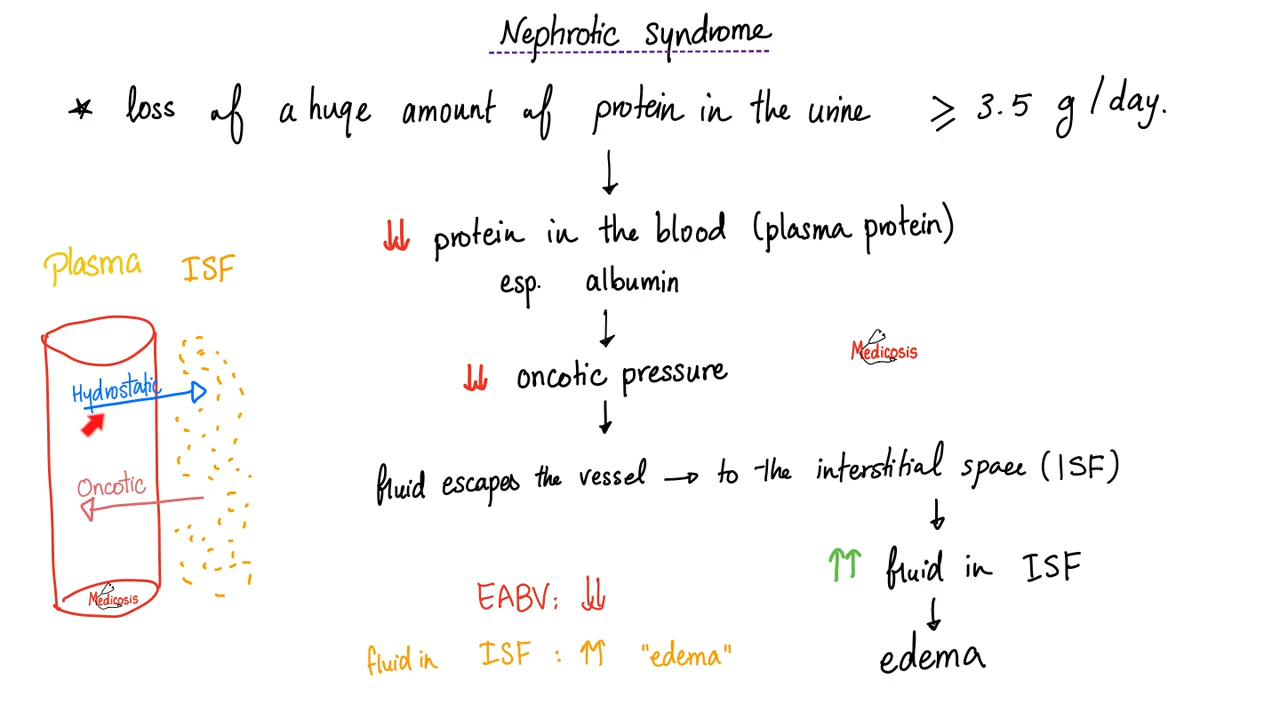 Nephrotic syndrome
* loss of a huge amount of protein in the urine ≥ 3.5 g/day.
↓
↓↓ protein in the blood (plasma protein)
esp. albumin
↓
↓↓ oncotic pressure
↓
fluid escapes the vessel → to the interstitial space (ISF)
↓
↑↑ fluid in ISF
↓
edema
EABV: ↓↓
fluid in ISF : ↑↑ "edema"
plasma ISF
Hydrostatic
Oncotic
Medicosis
Medicosis